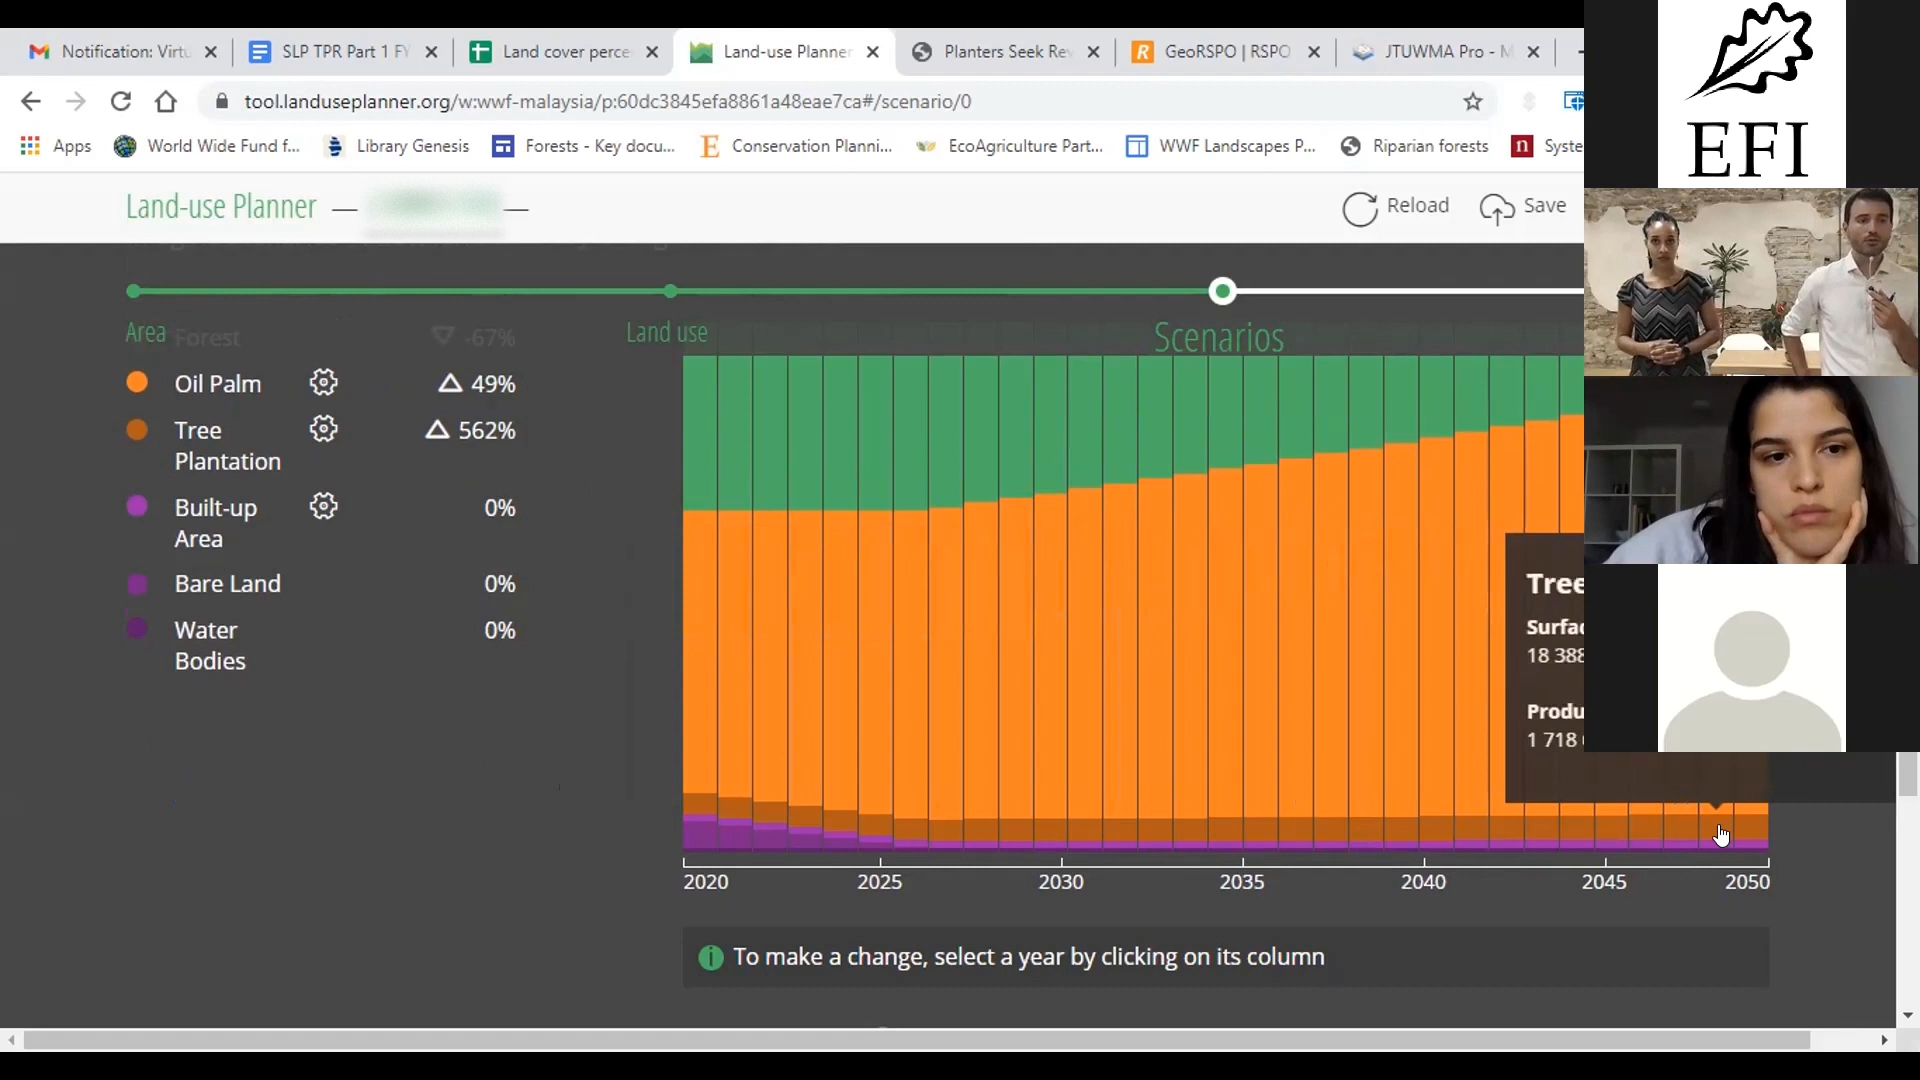 Notification: Virtu
SLP TPR Part 1 FY
Land cover perce
Land-use Planner
Planters Seek Rev
GeoRSPO | RSPO
JTUWMA Pro - M
tool.landuseplanner.org/w:wwf-malaysia/p:60dc3845efa8861a48eae7ca#/scenario/0
Apps
World Wide Fund f...
Library Genesis
Forests - Key docu...
Conservation Planni...
EcoAgriculture Part...
WWF Landscapes P...
Riparian forests
Syste
EFI
Land-use Planner — —
Reload
Save
Area
Forest -67%
Oil Palm 49%
Tree
Plantation 562%
Built-up
Area 0%
Bare Land 0%
Water
Bodies 0%
Land use
Scenarios
Tree
Surfac
18 388
Produ
1 718
2020 2025 2030 2035 2040 2045 2050
To make a change, select a year by clicking on its column